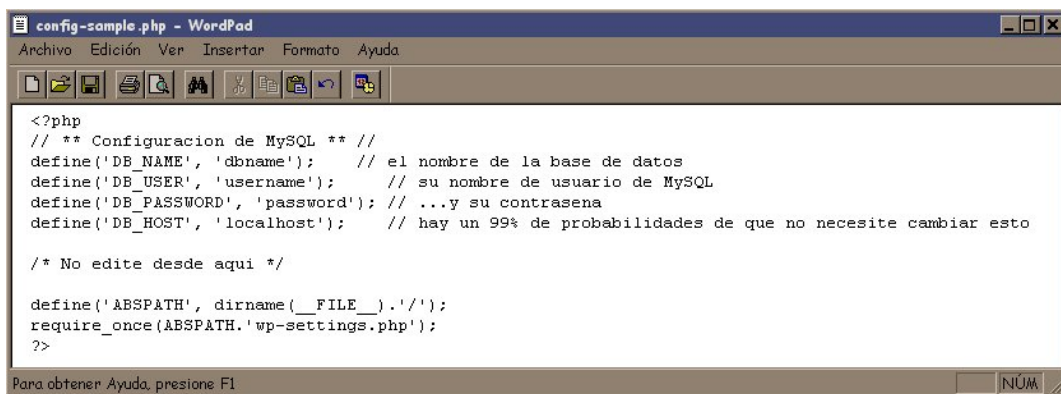 config-sample.php - WordPad
Archivo Edición Ver Insertar Formato Ayuda
<?php
// ** Configuracion de MySQL ** //
define('DB_NAME', 'dbname');    // el nombre de la base de datos
define('DB_USER', 'username');     // su nombre de usuario de MySQL
define('DB_PASSWORD', 'password'); // ...y su contrasena
define('DB_HOST', 'localhost');    // hay un 99% de probabilidades de que no necesite cambiar esto
/* No edite desde aqui */
define('ABSPATH', dirname(__FILE__).'/');
require_once(ABSPATH.'wp-settings.php');
?>
Para obtener Ayuda, presione F1 NÚM